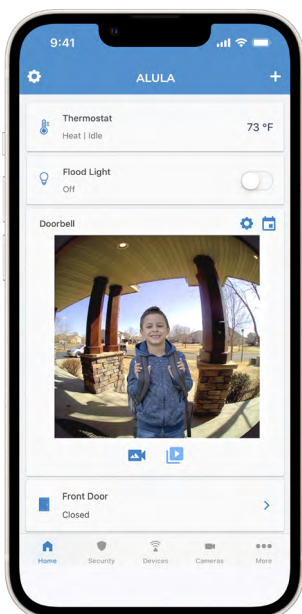 9:41
ALULA
Thermostat
Heat | Idle
73 °F
Flood Light
Off
Doorbell
Front Door
Closed
Home
Security
Devices
Cameras
More